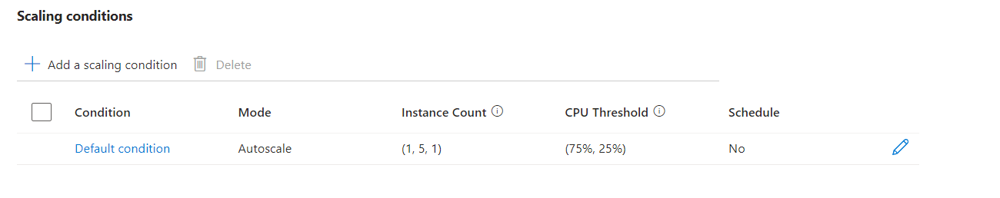 Scaling conditions
Add a scaling condition Delete
Condition Mode Instance Count CPU Threshold Schedule
Default condition Autoscale (1, 5, 1) (75%, 25%) No